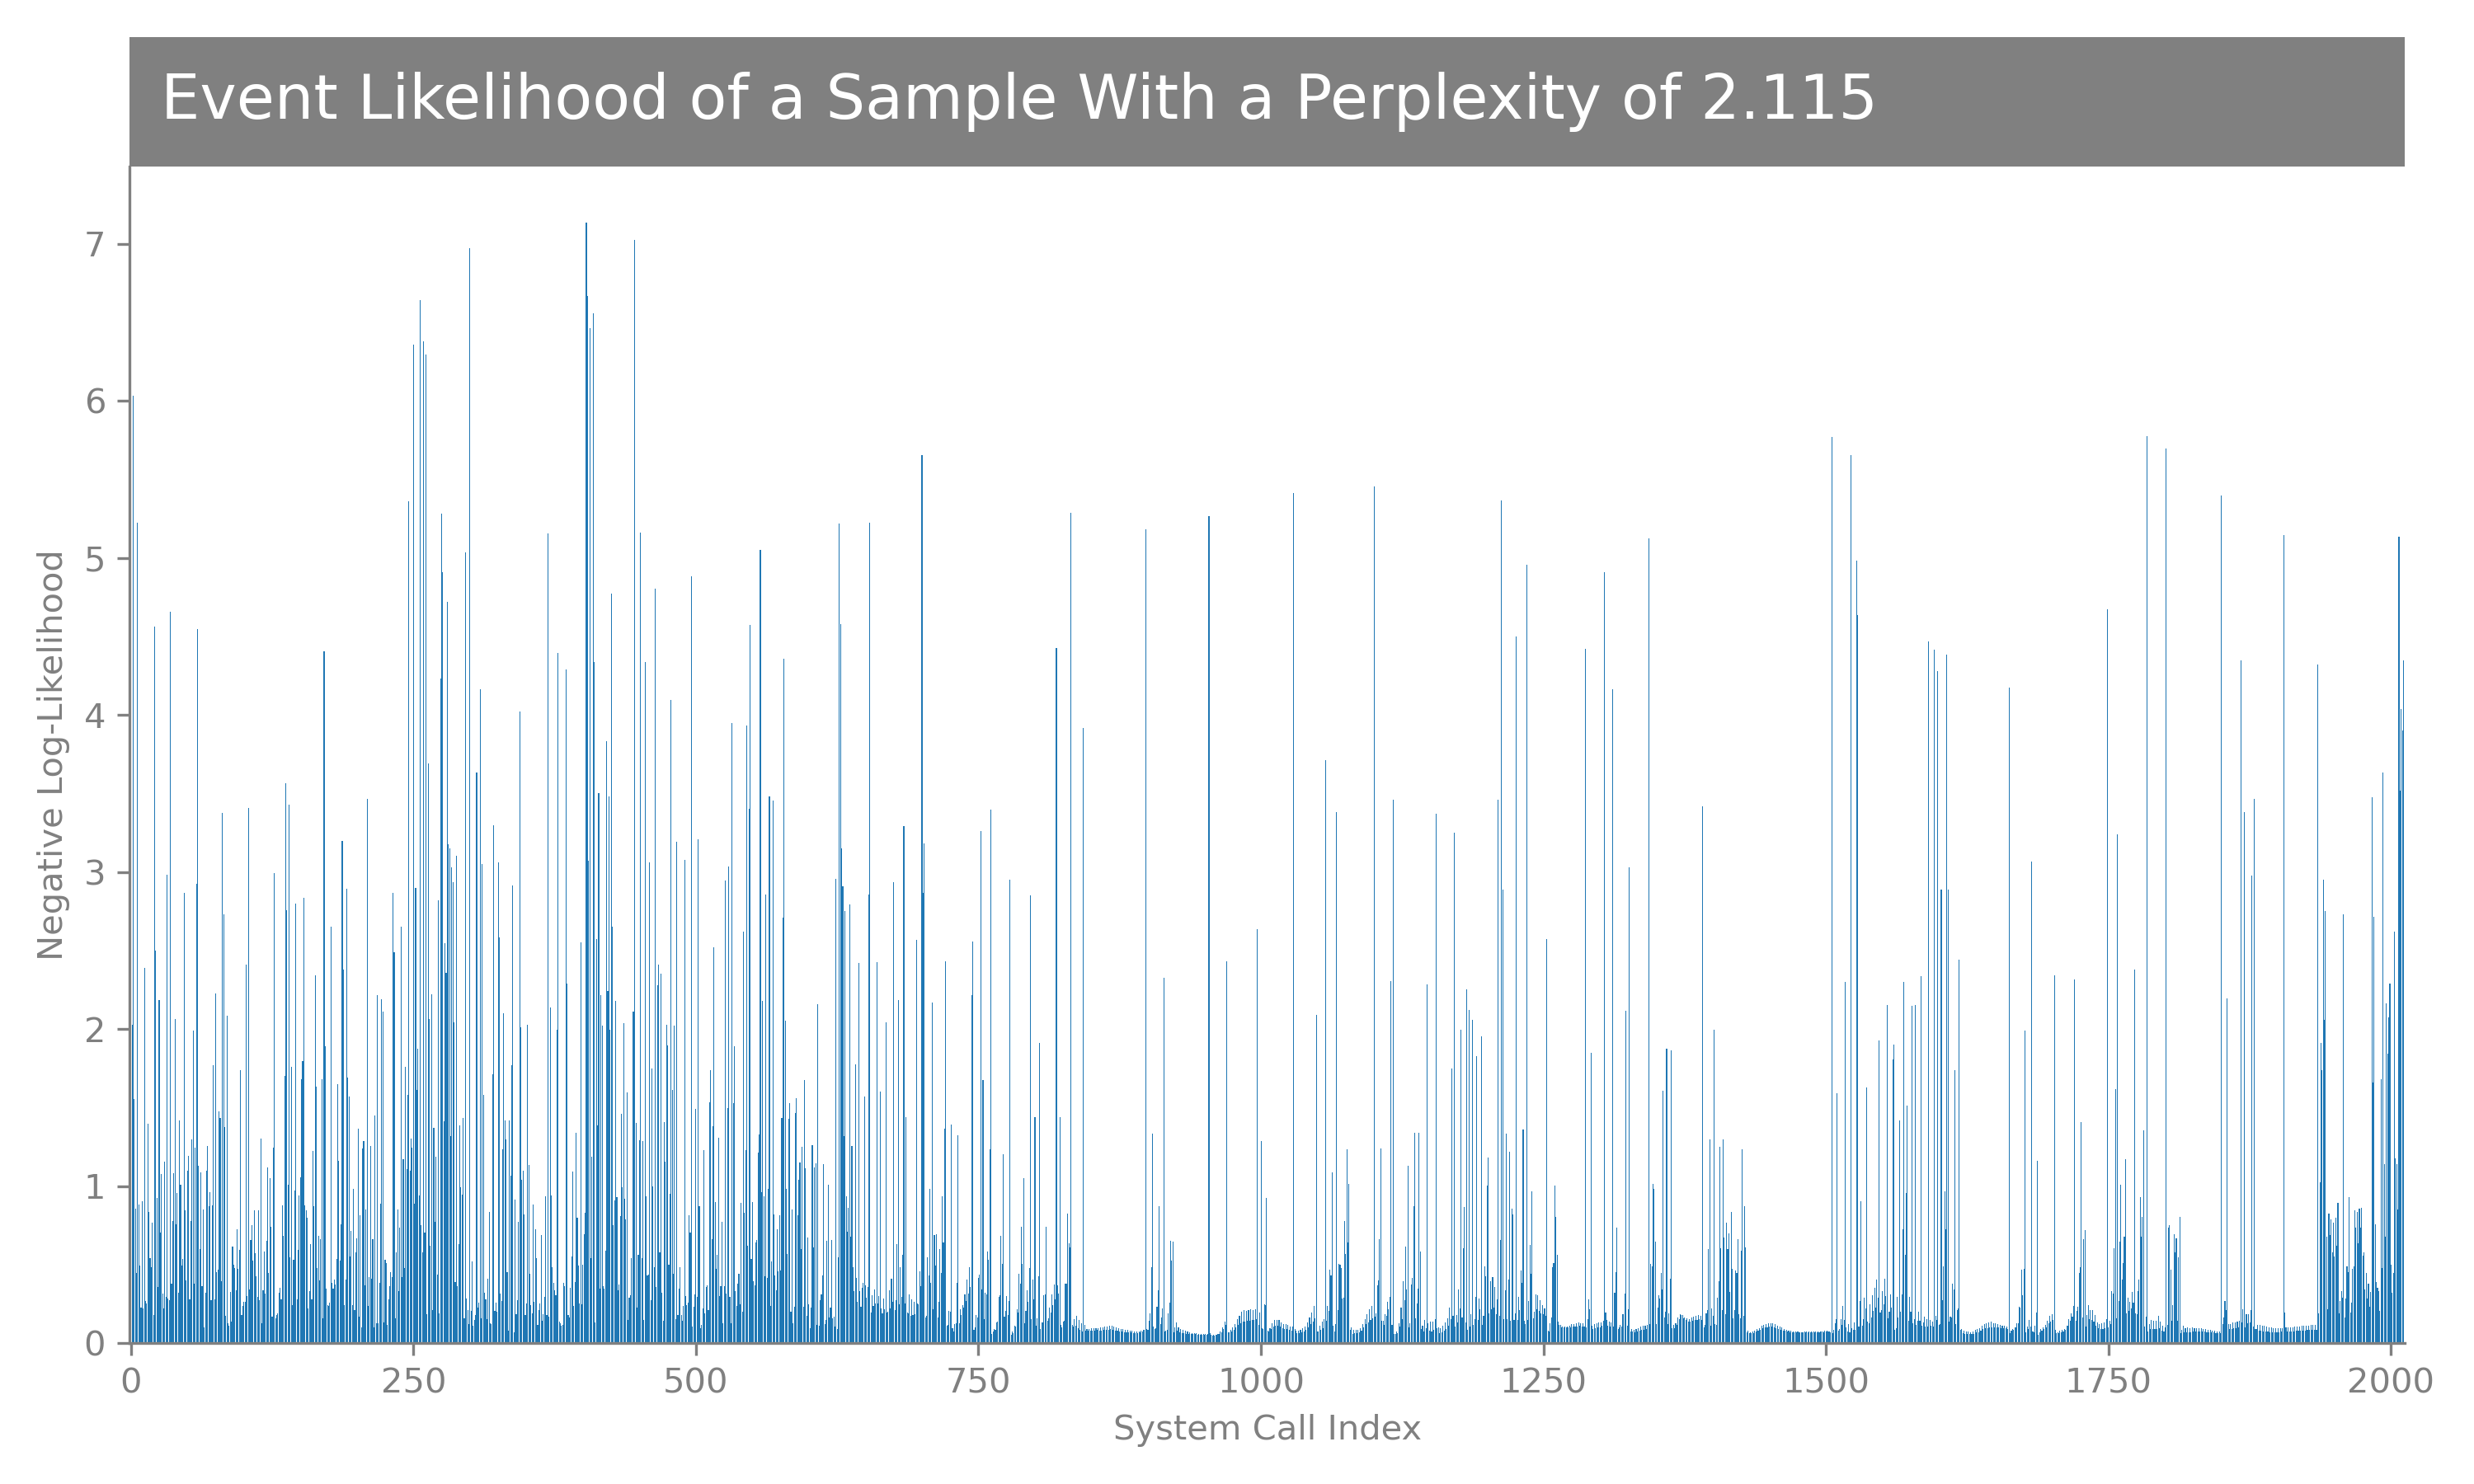 Event Likelihood of a Sample With a Perplexity of 2.115
Negative Log-Likelihood
7
6
5
4
3
2
1
0
0 250 500 750 1000 1250 1500 1750 2000
System Call Index